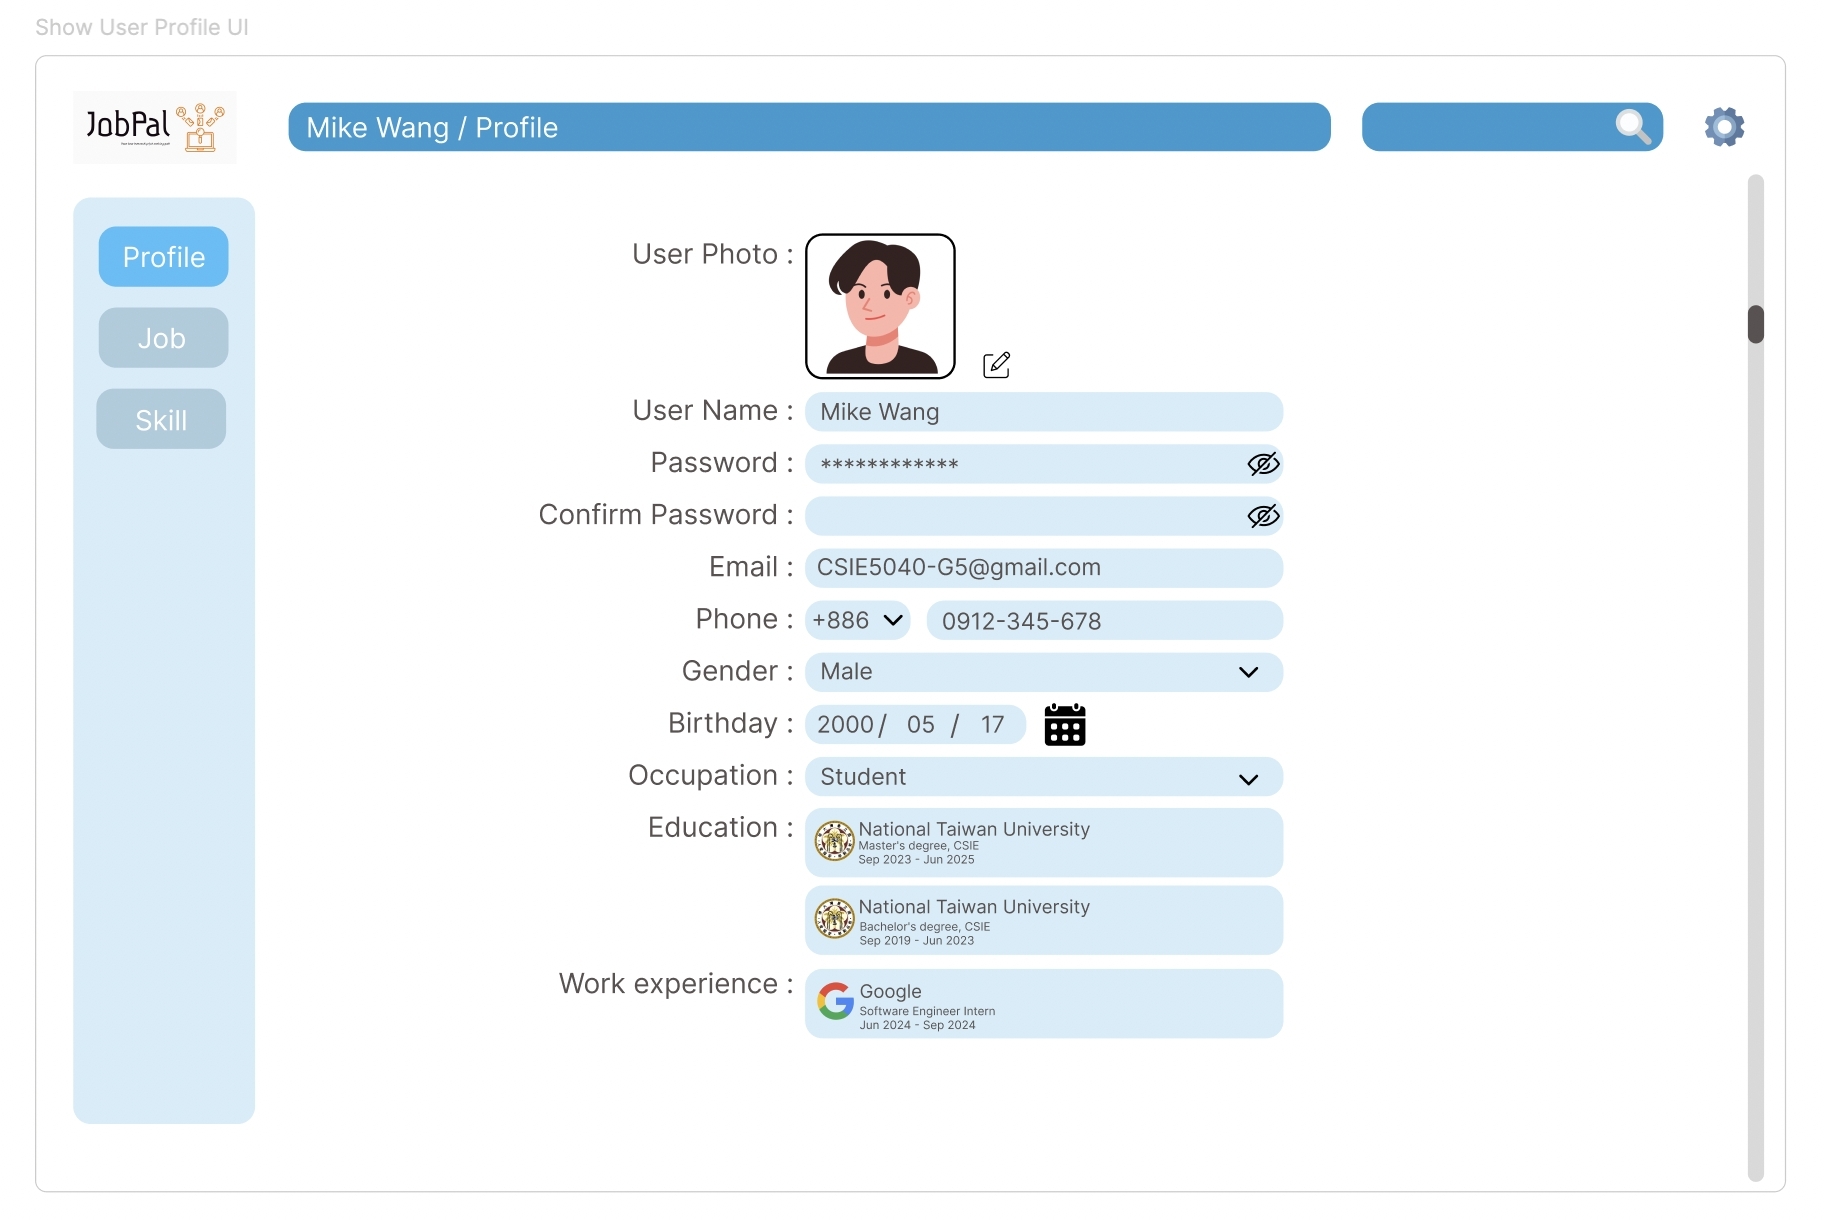 Show User Profile UI
JobPal
Mike Wang / Profile
Profile
Job
Skill
User Photo :
User Name : Mike Wang
Password : ************
Confirm Password :
Email : CSIE5040-G5@gmail.com
Phone : +886 0912-345-678
Gender : Male
Birthday : 2000 / 05 / 17
Occupation : Student
Education : National Taiwan University
Master's degree, CSIE
Sep 2023 - Jun 2025
National Taiwan University
Bachelor's degree, CSIE
Sep 2019 - Jun 2023
Work experience : Google
Software Engineer Intern
Jun 2024 - Sep 2024